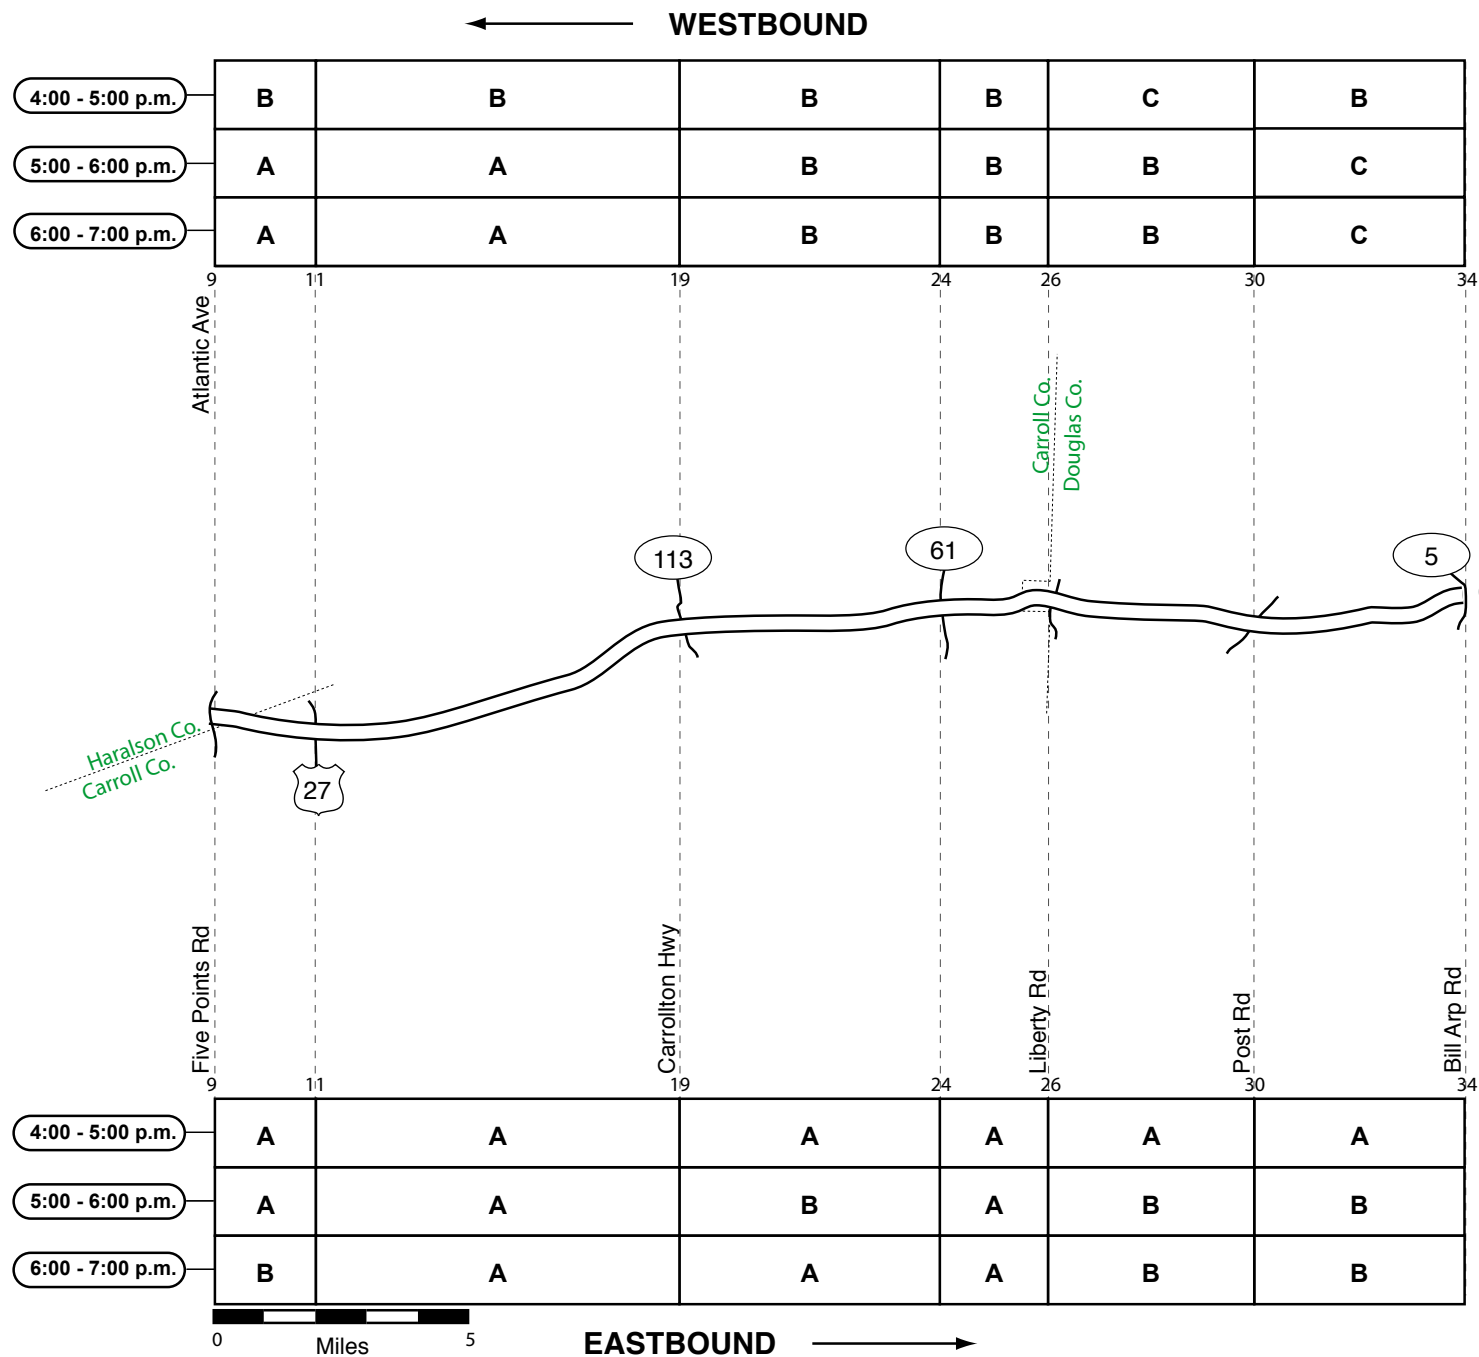 WESTBOUND
4:00 - 5:00 p.m. B B B B C B
5:00 - 6:00 p.m. A A B B B C
6:00 - 7:00 p.m. A A B B B C
9 11 19 24 26 30 34
Atlantic Ave
Carroll Co.
Douglas Co.
113
61
5
Haralson Co.
Carroll Co.
27
Five Points Rd
Carrollton Hwy
Liberty Rd
Post Rd
Bill Arp Rd
9 11 19 24 26 30 34
4:00 - 5:00 p.m. A A A A A A
5:00 - 6:00 p.m. A A B A B B
6:00 - 7:00 p.m. B A A A B B
0 Miles 5
EASTBOUND